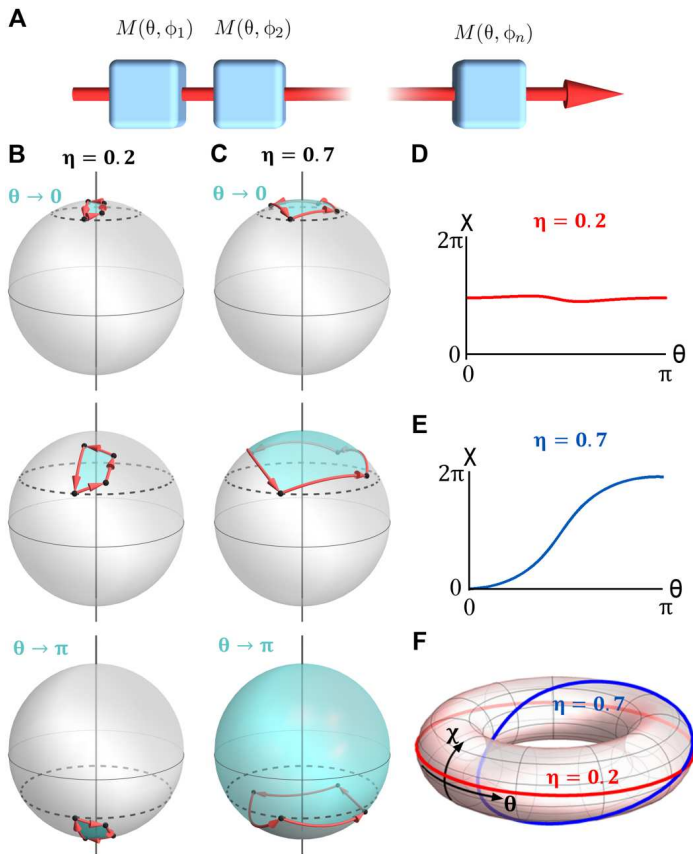 A
M(θ, ϕ₁)
M(θ, ϕ₂)
M(θ, ϕₙ)
B
η = 0.2
θ → 0
θ → π
C
η = 0.7
θ → 0
θ → π
D
η = 0.2
χ
2π
0
0
π
θ
E
η = 0.7
χ
2π
0
0
π
θ
F
η = 0.7
η = 0.2
χ
θ